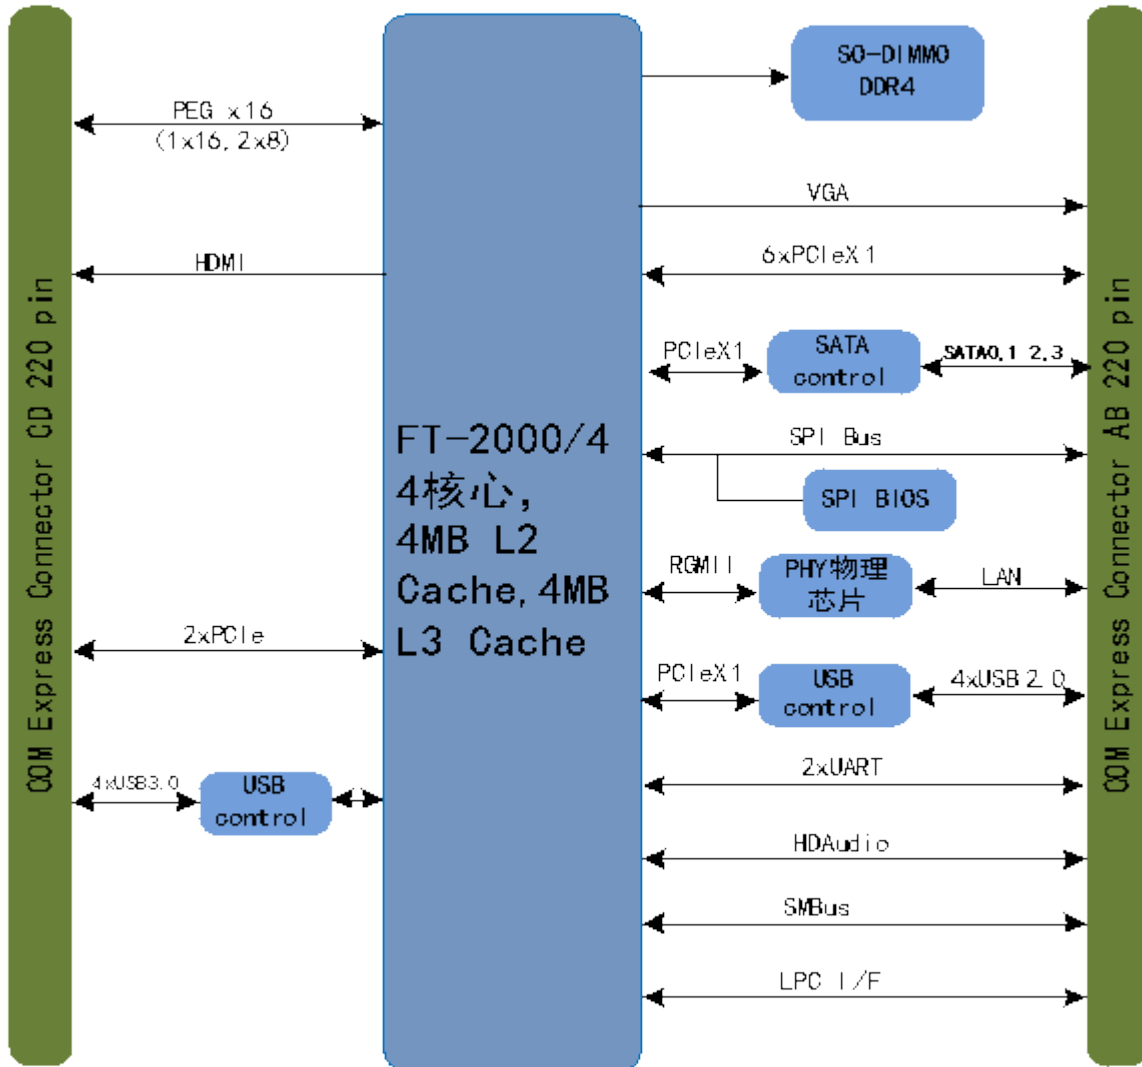 COM Express Connector CD 220 pin
PEG x16
(1x16, 2x8)
HDMI
2xPCIe
4xUSB3.0
USB
control
FT-2000/4
4核心,
4MB L2
Cache, 4MB
L3 Cache
SO-DIMMO
DDR4
VGA
6xPCIeX1
PCIeX1
SATA
control
SATA0.1 2.3
SPI Bus
SPI BIOS
RGMII
PHY物理
芯片
LAN
PCIeX1
USB
control
4xUSB2.0
2xUART
HDAudio
SMBus
LPC I/F
COM Express Connector AB 220 pin